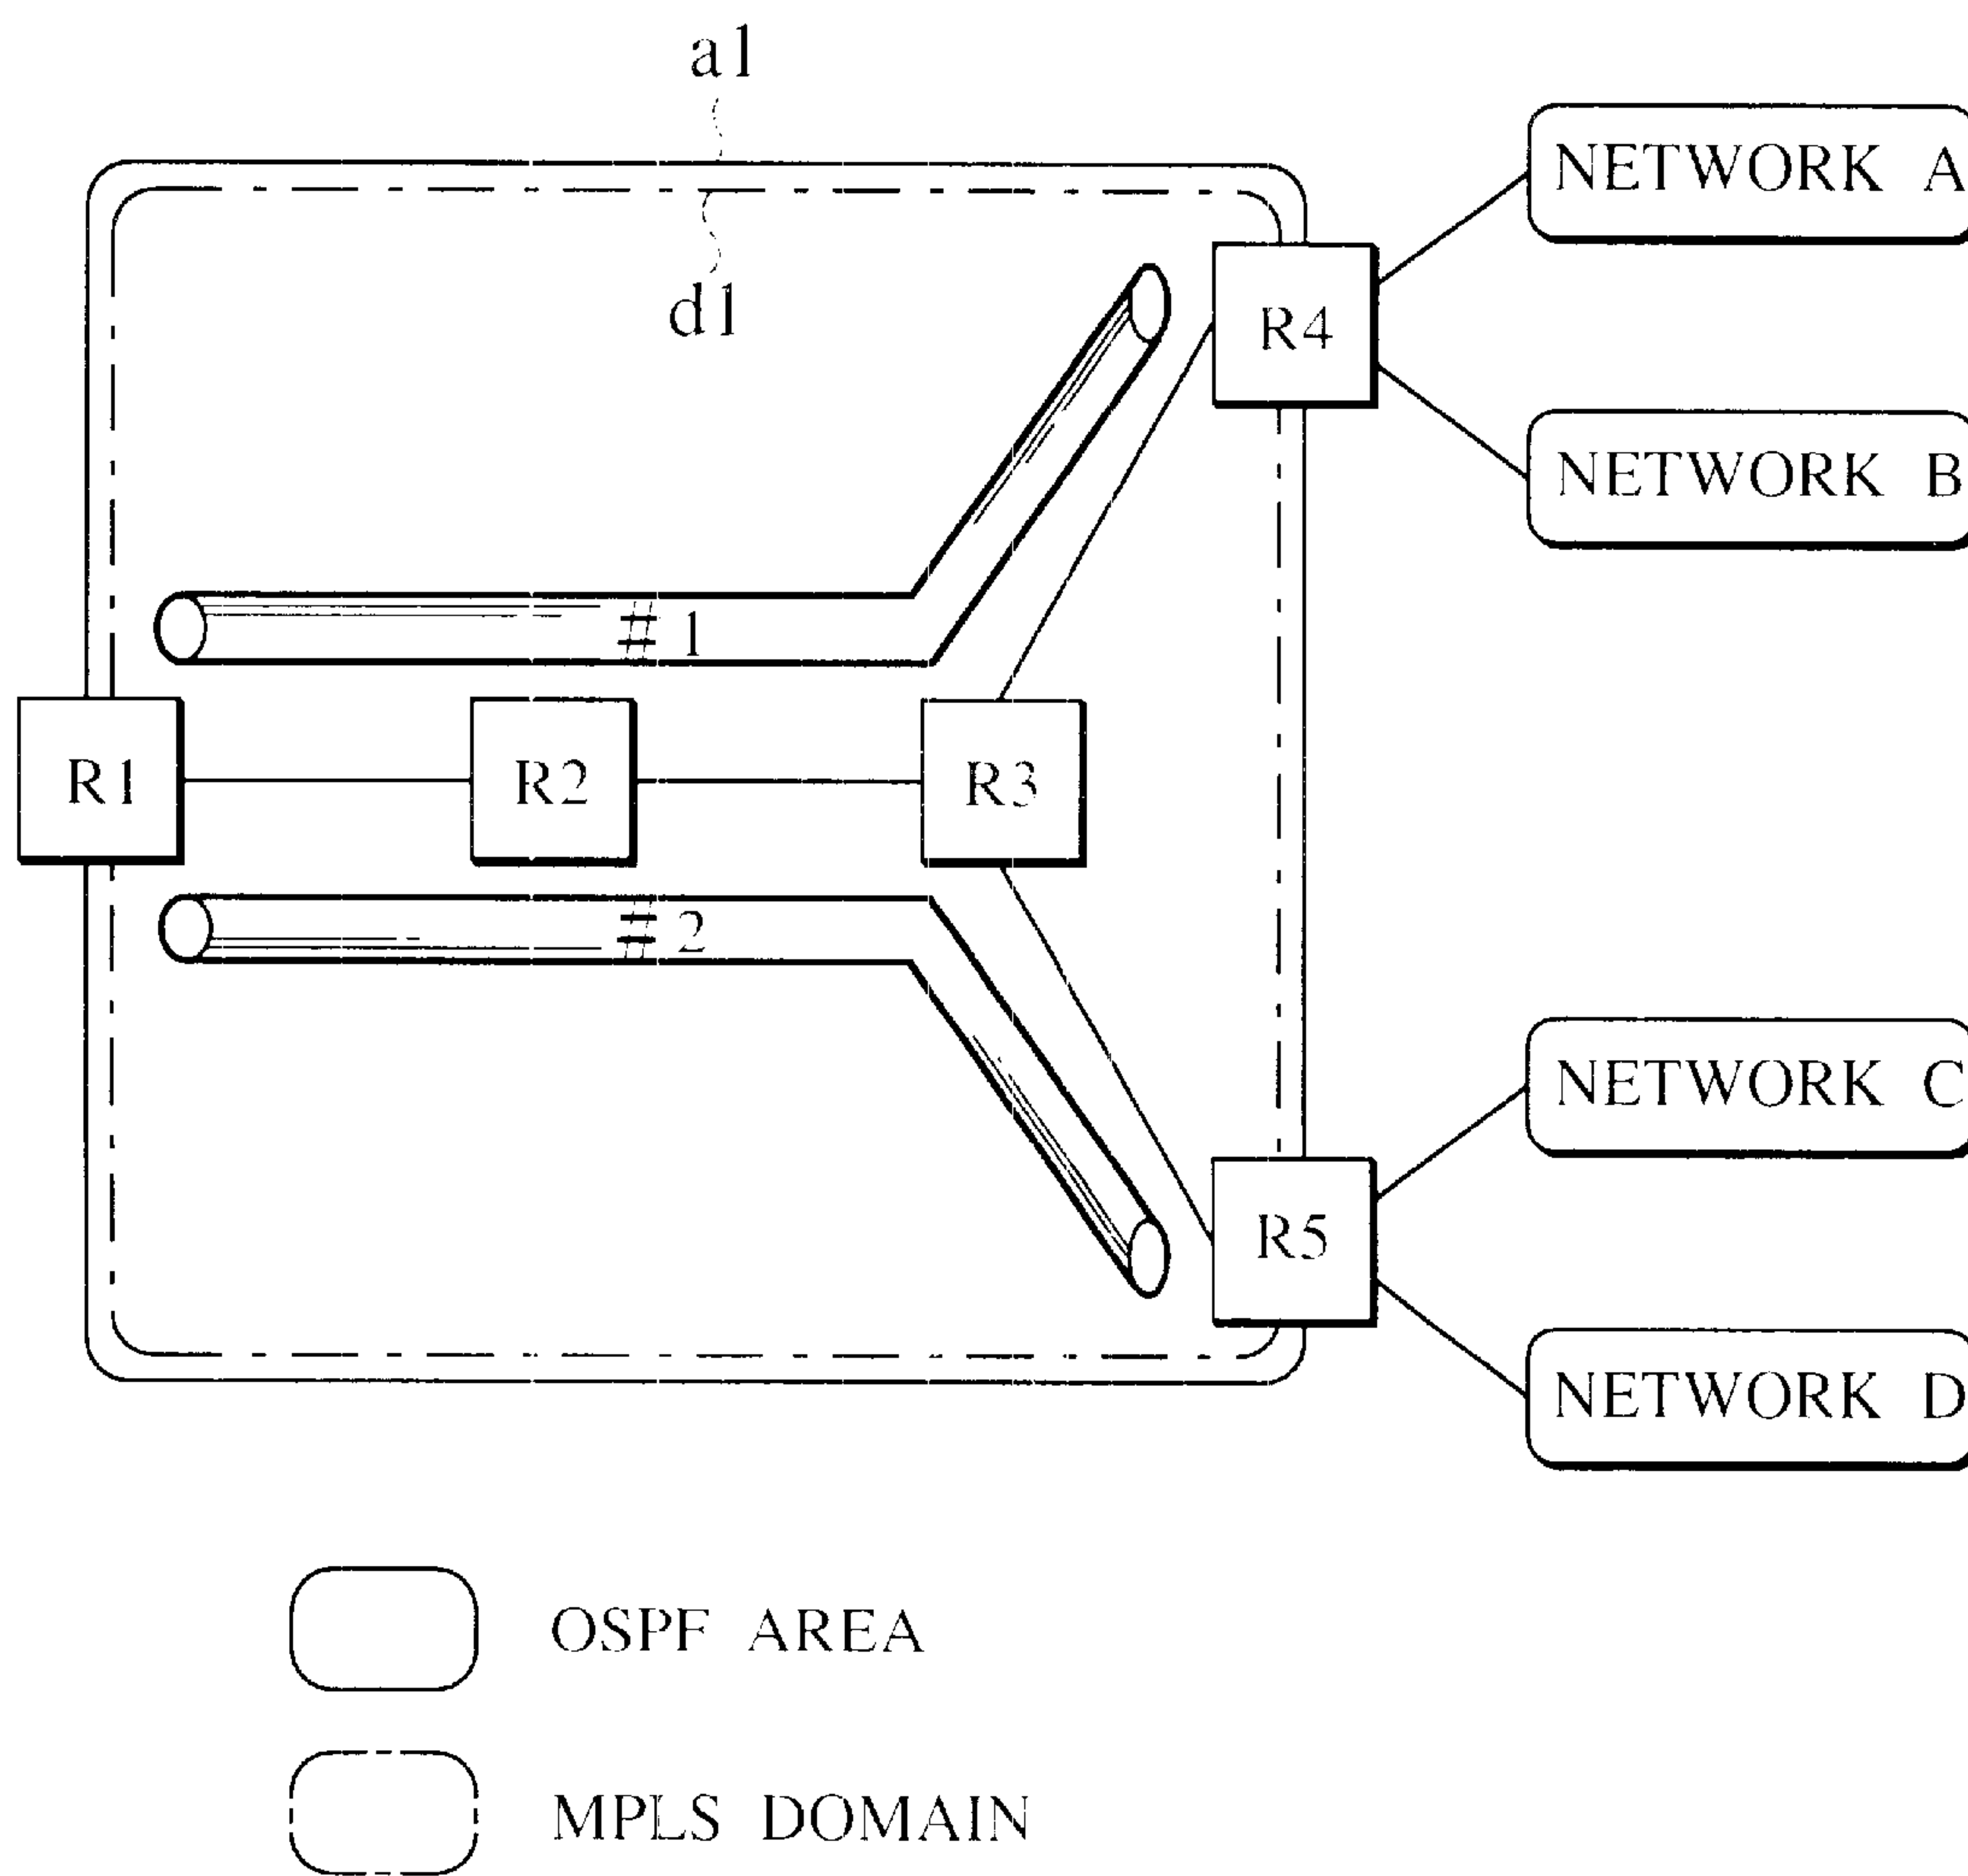 a1
NETWORK A
d1
R4
NETWORK B
#1
R1
R2
R3
#2
NETWORK C
R5
NETWORK D
OSPF AREA
MPLS DOMAIN